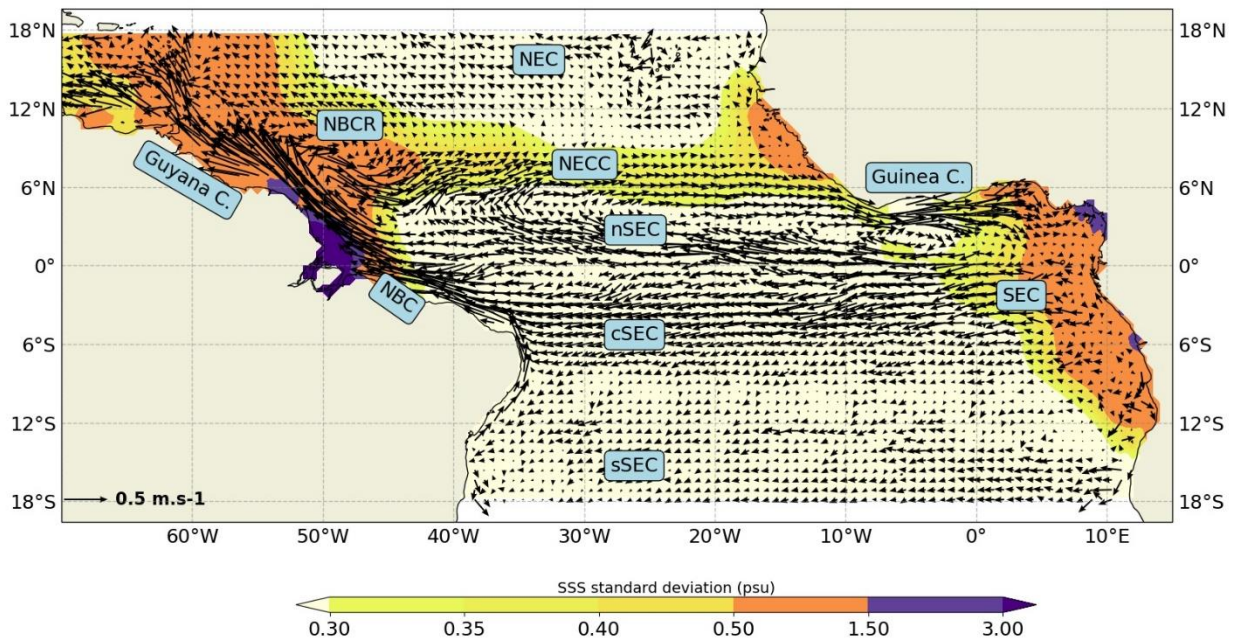 18°N
18°N
NEC
12°N
NBCR
12°N
NECC
Guyana C.
6°N
Guinea C.
6°N
nSEC
0°
0°
NBC
SEC
cSEC
6°S
6°S
12°S
12°S
sSEC
18°S
0.5 m.s-1
18°S
60°W 50°W 40°W 30°W 20°W 10°W 0° 10°E
SSS standard deviation (psu)
0.30 0.35 0.40 0.50 1.50 3.00